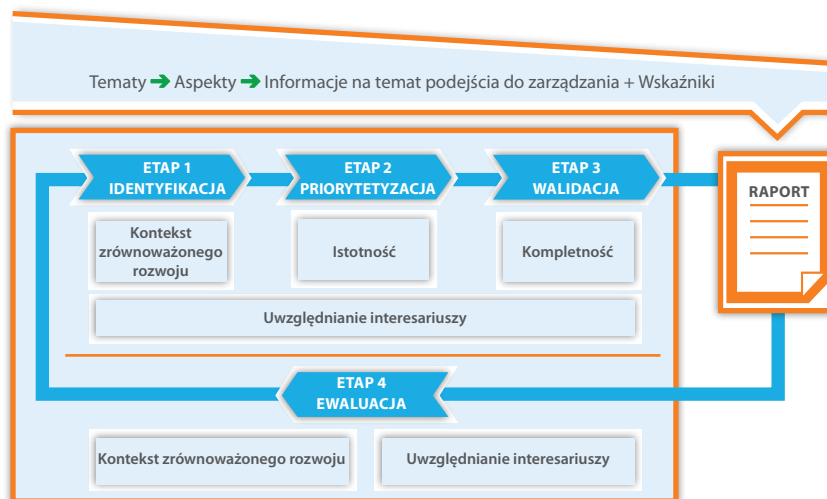 Tematy ➔ Aspekty ➔ Informacje na temat podejścia do zarządzania + Wskaźniki
ETAP 1
IDENTYFIKACJA
ETAP 2
PRIORYTETYZACJA
ETAP 3
WALIDACJA
RAPORT
Kontekst
zrównoważonego
rozwoju
Istotność
Kompletność
Uwzględnianie interesariuszy
ETAP 4
EWALUACJA
Kontekst zrównoważonego rozwoju
Uwzględnianie interesariuszy